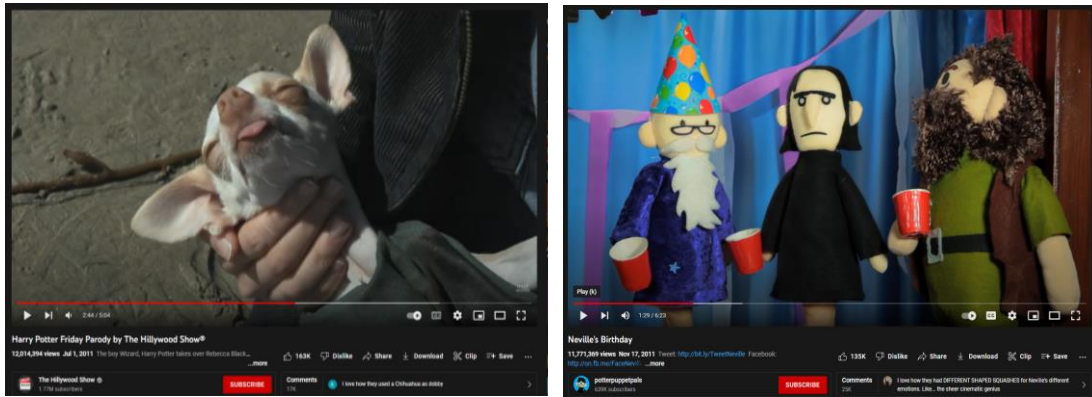 2:44 / 5:04
Harry Potter Friday Parody by The Hillywood Show®
12,014,394 views Jul 1, 2011 The boy Wizard, Harry Potter takes over Rebecca Black...
...more
163K Dislike Share Download Clip Save
The Hillywood Show
1.77M subscribers
SUBSCRIBE
Comments
I love how they used a Chihuahua as dobby
Play (k)
1:29 / 6:23
Neville's Birthday
11,771,369 views Nov 17, 2011 Tweet: http://bit.ly/TweetNeville Facebook:
...more
135K Dislike Share Download Clip Save
potterpuppetpals
subscribers
SUBSCRIBE
Comments
25K
I love how they had DIFFERENT SHAPED SQUASHES for Neville's different
emotions. Like... the sheer cinematic genius